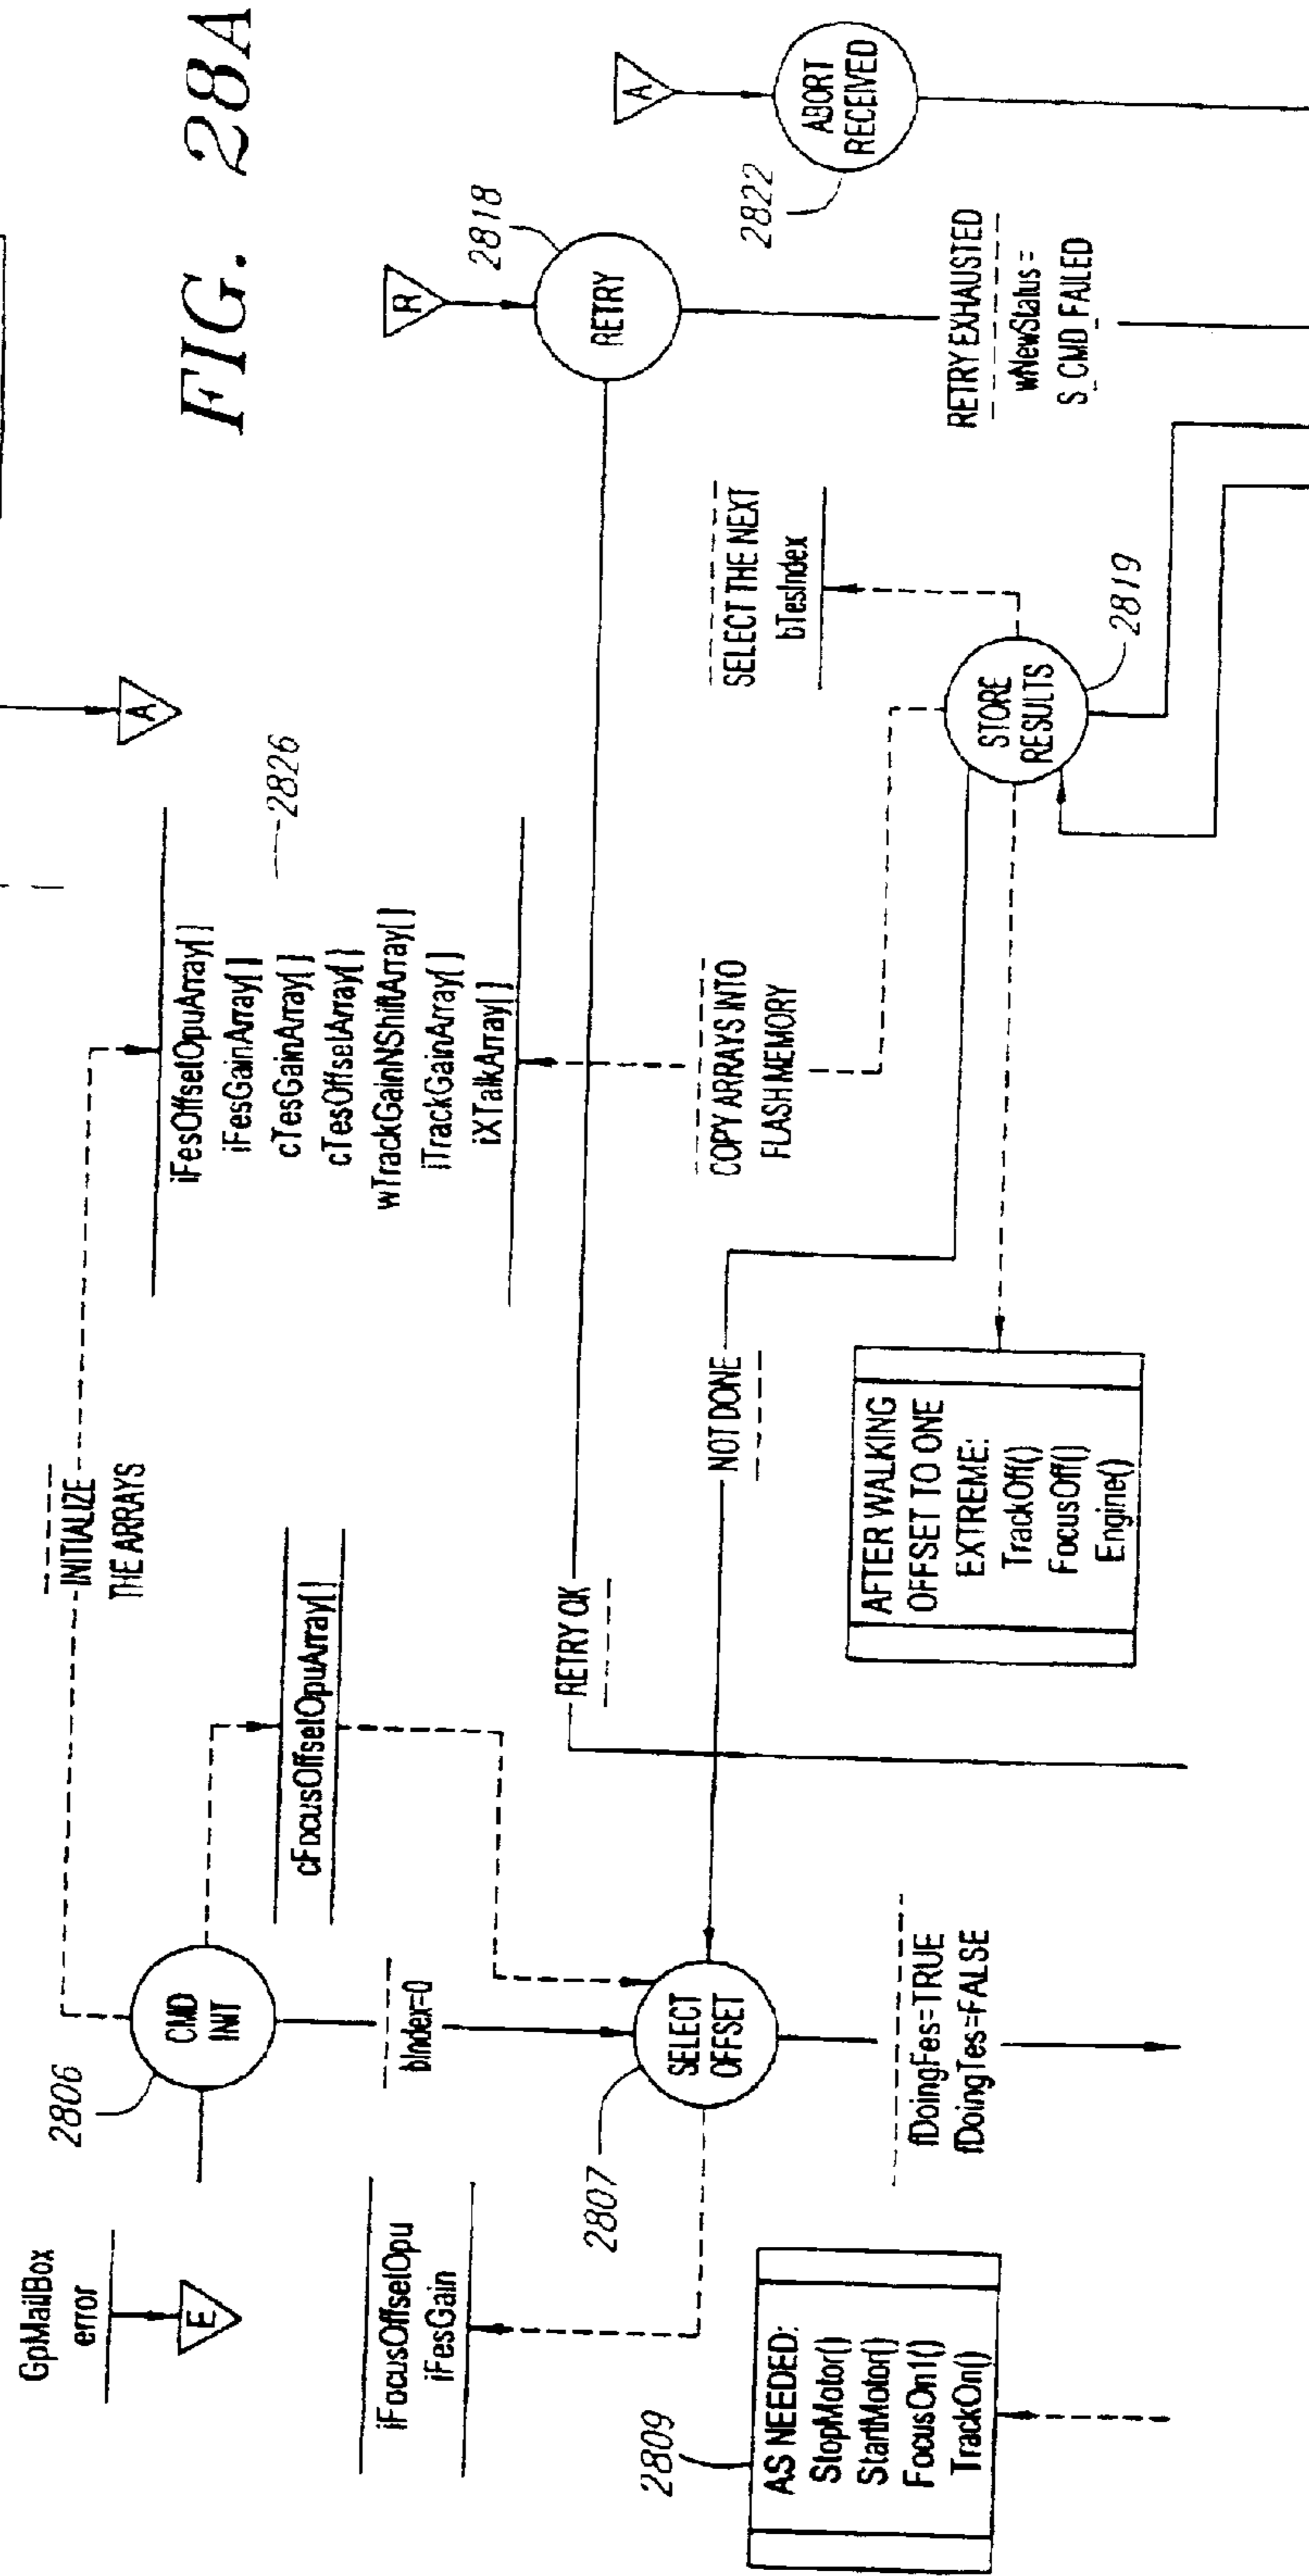 FIG. 28A
GpMailBox
error
E
2806
CMD
INIT
INITIALIZE
THE ARRAYS
A
iFesOffsetOpuArray[]
iFesGainArray[]
cTesGainArray[]
cTesOffsetArray[]
wTrackGainNShiftArray[]
iTrackGainArray[]
iXTalkArray[]
2826
cFocusOffsetOpuArray[]
iFocusOffsetOpu
iFesGain
bIndex=0
R
2818
RETRY
RETRY OK
2807
SELECT
OFFSET
NOT DONE
COPY ARRAYS INTO
FLASH MEMORY
SELECT THE NEXT
bTesIndex
A
2822
ABORT
RECEIVED
2809
AS NEEDED:
StopMotor()
StartMotor()
FocusOn1()
TrackOn()
fDoingFes=TRUE
fDoingTes=FALSE
AFTER WALKING
OFFSET TO ONE
EXTREME:
TrackOff()
FocusOff()
Engine()
STORE
RESULTS
2819
RETRY EXHAUSTED
wNewStatus =
S_CMD_FAILED